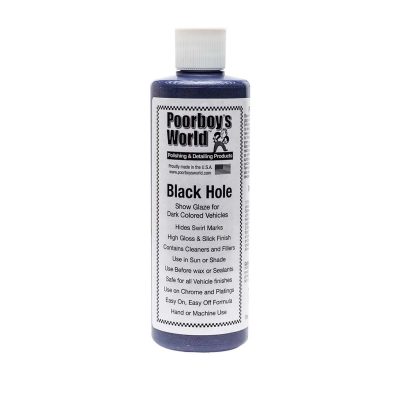 Poorboy's
World
Polishing & Detailing Products
Proudly made in the U.S.A.
www.poorboysworld.com
Black Hole
Show Glaze for
Dark Colored Vehicles
Hides Swirl Marks
High Gloss & Slick Finish
Contains Cleaners and Fillers
Use in Sun or Shade
Use Before wax or Sealants
Safe for all Vehicle finishes
Use on Chrome and Platings
Easy On, Easy Off Formula
Hand or Machine Use